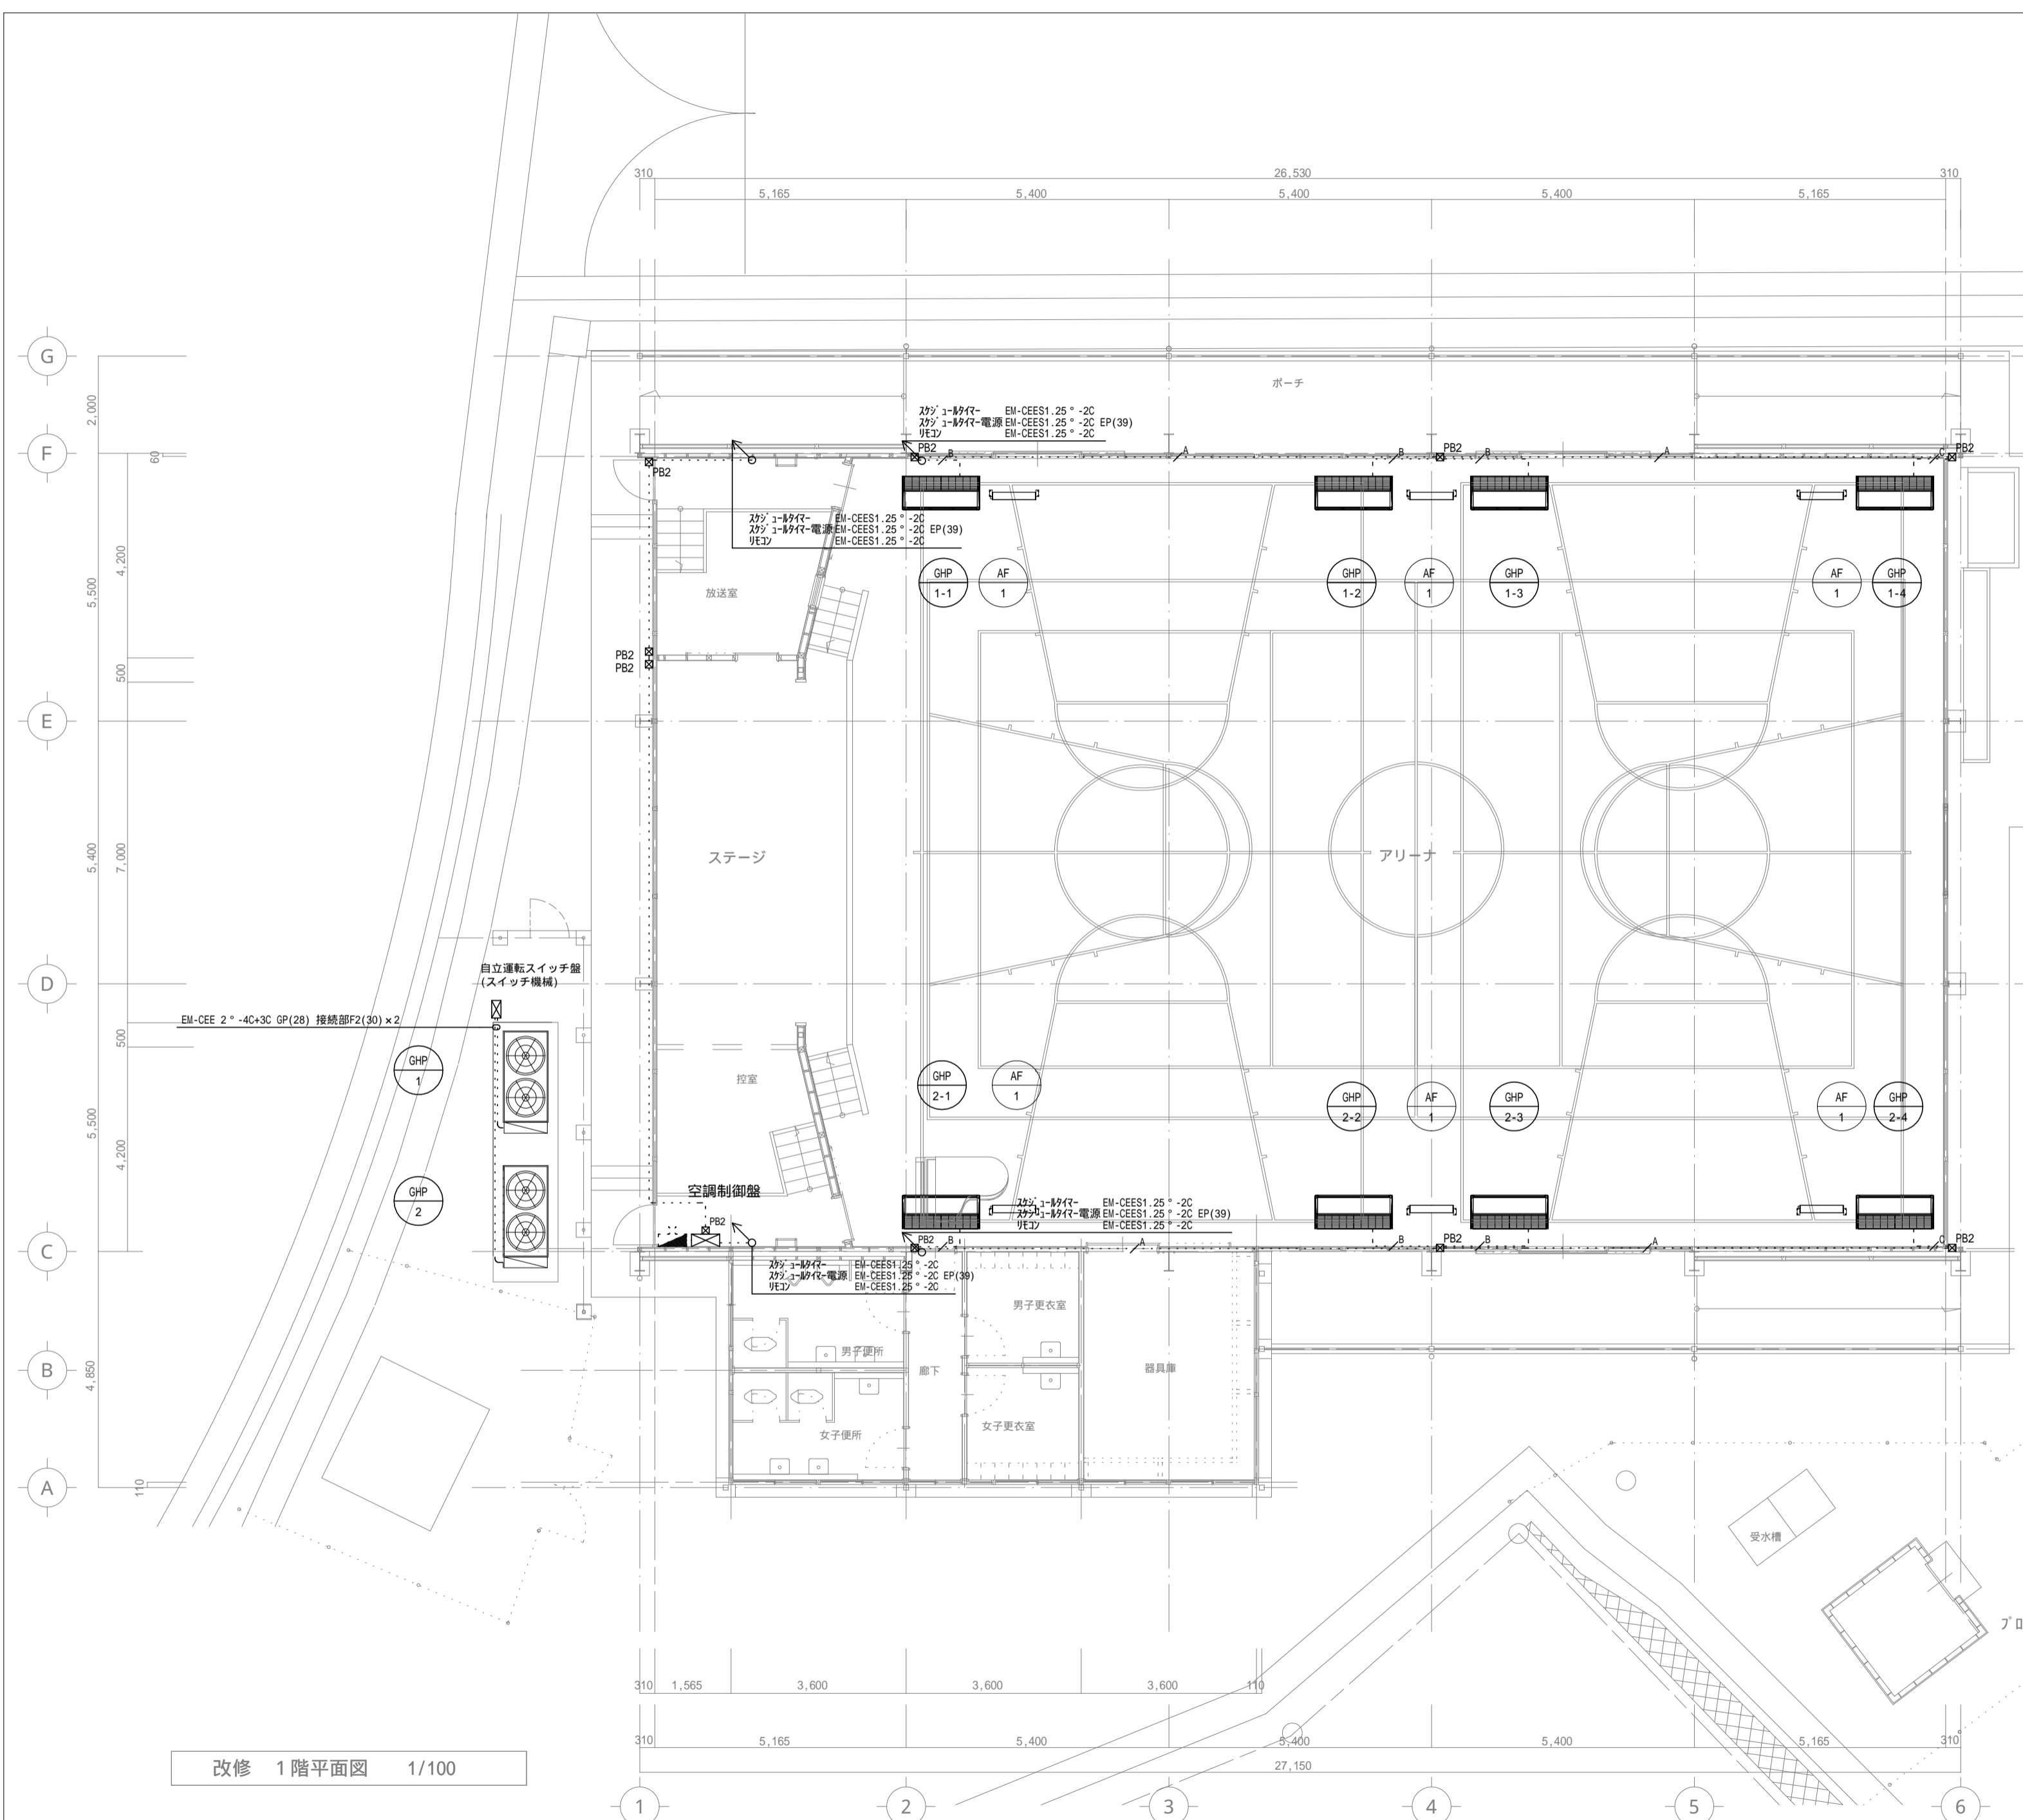 310
26,530
310
5,165
5,400
5,400
5,400
5,165
G
2,000
ポーチ
スケジュールタイマー EM-CEES1.25°-2C
スケジュールタイマー電源 EM-CEES1.25°-2C EP(39)
リモコン EM-CEES1.25°-2C
F
60
PB2
B
A
B
PB2
B
A
C
PB2
PB2
スケジュールタイマー EM-CEES1.25°-2C
スケジュールタイマー電源 EM-CEES1.25°-2C EP(39)
リモコン EM-CEES1.25°-2C
5,500
4,200
放送室
GHP
1-1
AF
1
GHP
1-2
AF
1
GHP
1-3
AF
1
GHP
1-4
PB2
PB2
500
E
5,400
7,000
ステージ
アリーナ
自立運転スイッチ盤
(スイッチ機械)
D
EM-CEE 2°-4C+3C GP(28) 接続部F2(30)×2
500
GHP
1
控室
GHP
2-1
AF
1
GHP
2-2
AF
1
GHP
2-3
AF
1
GHP
2-4
5,500
4,200
GHP
2
空調制御盤
PB2
スケジュールタイマー EM-CEES1.25°-2C
スケジュールタイマー電源 EM-CEES1.25°-2C EP(39)
リモコン EM-CEES1.25°-2C
C
PB2
B
A
B
PB2
B
A
C
PB2
スケジュールタイマー EM-CEES1.25°-2C
スケジュールタイマー電源 EM-CEES1.25°-2C EP(39)
リモコン EM-CEES1.25°-2C
男子更衣室
男子便所
廊下
器具庫
B
4,850
女子便所
女子更衣室
A
110
受水槽
プロ
310
1,565
3,600
3,600
3,600
110
310
5,165
5,400
5,400
5,400
5,165
310
27,150
改修 1階平面図 1/100
1
2
3
4
5
6